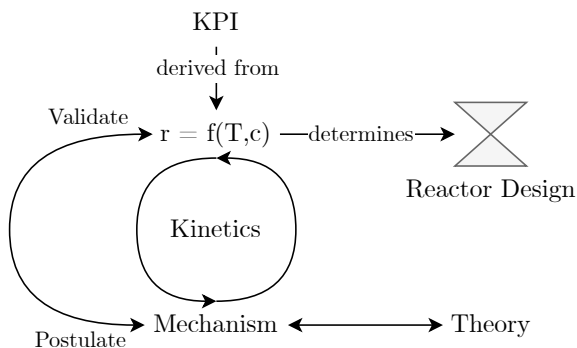 KPI
derived from
Validate
r = f(T,c)
determines
Reactor Design
Kinetics
Postulate
Mechanism
Theory